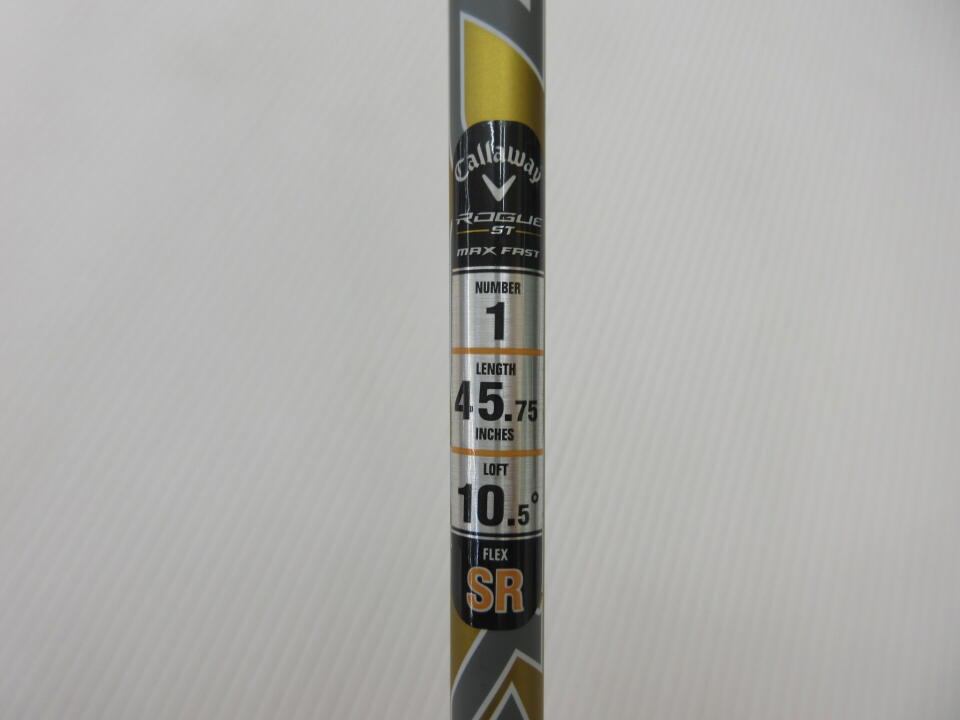 Callaway
ROGUE
ST
MAX FAST
NUMBER
1
LENGTH
45.75
INCHES
LOFT
10.5°
FLEX
SR